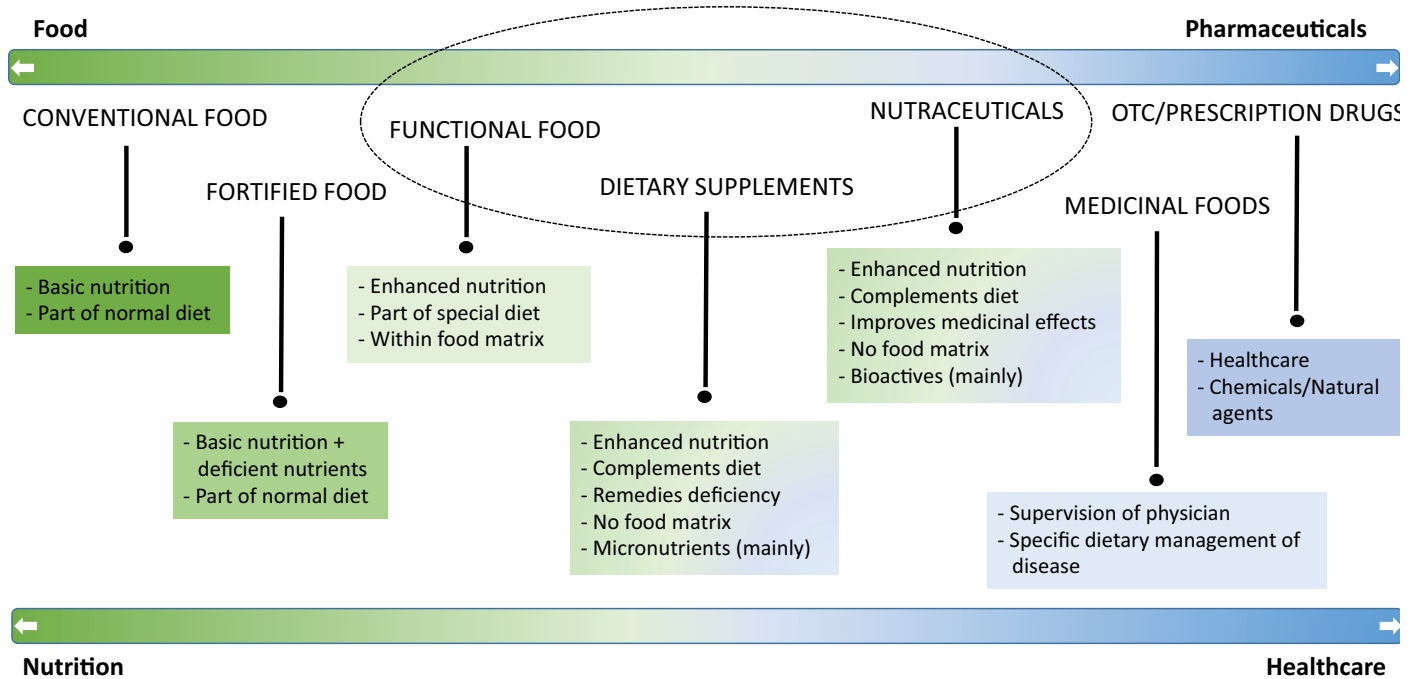 Food
Pharmaceuticals
CONVENTIONAL FOOD
- Basic nutrition
- Part of normal diet
FORTIFIED FOOD
- Basic nutrition +
deficient nutrients
- Part of normal diet
FUNCTIONAL FOOD
- Enhanced nutrition
- Part of special diet
- Within food matrix
DIETARY SUPPLEMENTS
- Enhanced nutrition
- Complements diet
- Remedies deficiency
- No food matrix
- Micronutrients (mainly)
NUTRACEUTICALS
- Enhanced nutrition
- Complements diet
- Improves medicinal effects
- No food matrix
- Bioactives (mainly)
MEDICINAL FOODS
- Supervision of physician
- Specific dietary management of
disease
OTC/PRESCRIPTION DRUGS
- Healthcare
- Chemicals/Natural
agents
Nutrition
Healthcare